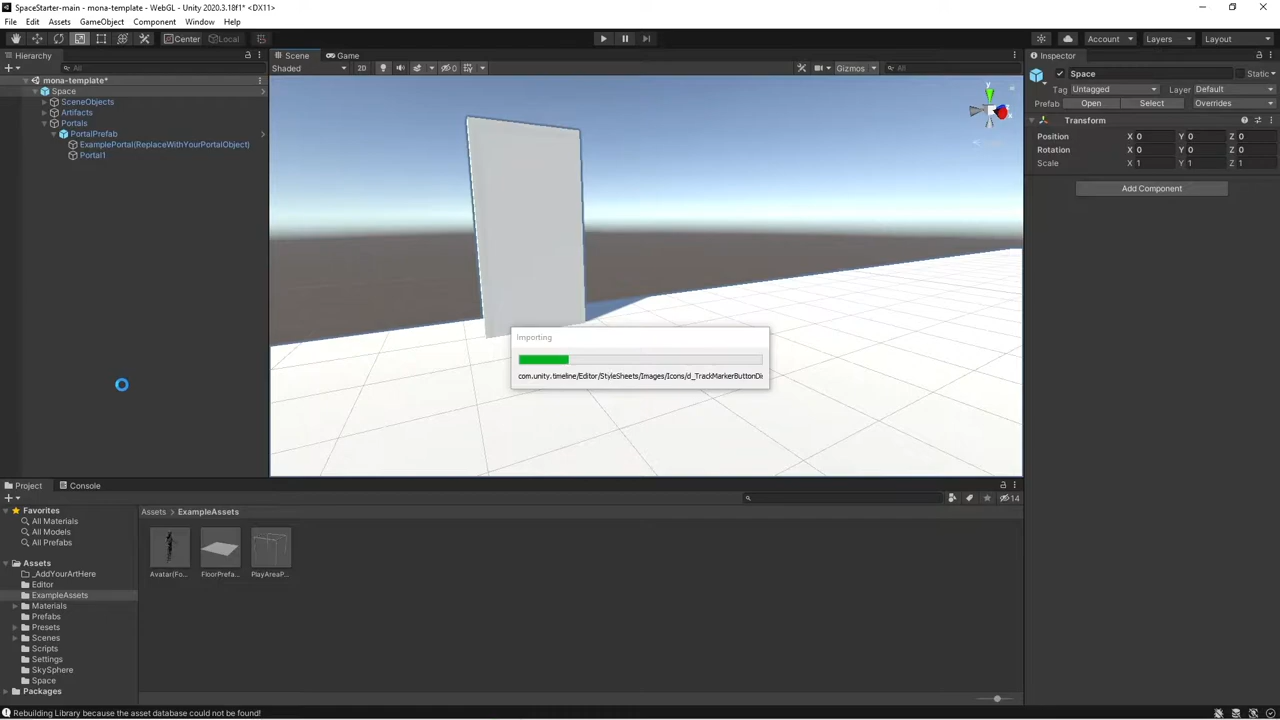 SpaceStarter-main - mona-template - WebGL - Unity 2020.3.18f1* <DX11>
File Edit Assets GameObject Component Window Help
Center Local Account Layers Layout
Hierarchy Scene Game Inspector
All Shaded 2D 0 Gizmos All Space Static
mona-template* Tag Untagged Layer Default
Space Prefab Open Select Overrides
SceneObjects
Artifacts Transform
Portals
PortalPrefab Position X 0 Y 0 Z 0
ExamplePortal(ReplaceWithYourPortalObject) Rotation X 0 Y 0 Z 0
Portal1 Scale X 1 Y 1 Z 1
Add Component
Importing
com.unity.timeline/Editor/StyleSheets/Images/Icons/d_TrackMarkerButtonDi
Project Console
14
Favorites Assets ExampleAssets
All Materials
All Models
All Prefabs
Assets
_AddYourArtHere Avatar(Fo... FloorPrefa... PlayAreaP...
Editor
ExampleAssets
Materials
Prefabs
Presets
Scenes
Scripts
Settings
SkySphere
Space
Packages
Rebuilding Library because the asset database could not be found!